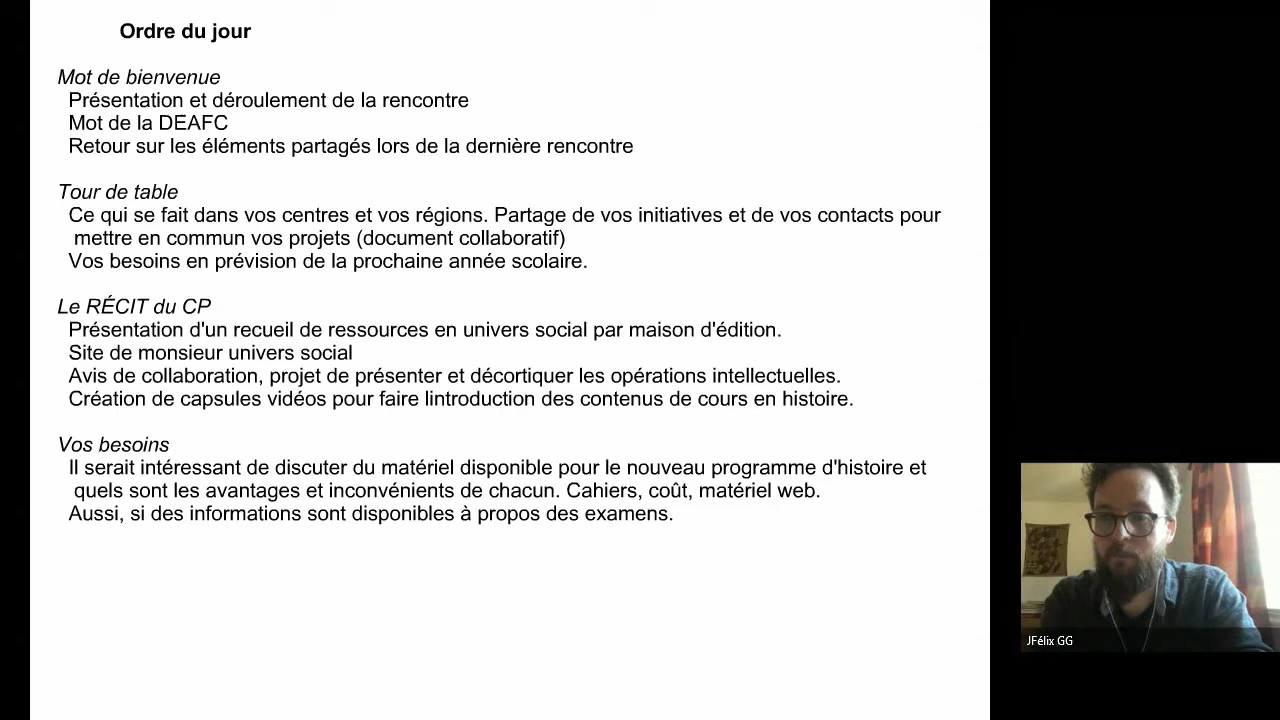 Ordre du jour
Mot de bienvenue
Présentation et déroulement de la rencontre
Mot de la DEAFC
Retour sur les éléments partagés lors de la dernière rencontre
Tour de table
Ce qui se fait dans vos centres et vos régions. Partage de vos initiatives et de vos contacts pour
mettre en commun vos projets (document collaboratif)
Vos besoins en prévision de la prochaine année scolaire.
Le RÉCIT du CP
Présentation d'un recueil de ressources en univers social par maison d'édition.
Site de monsieur univers social
Avis de collaboration, projet de présenter et décortiquer les opérations intellectuelles.
Création de capsules vidéos pour faire lintroduction des contenus de cours en histoire.
Vos besoins
Il serait intéressant de discuter du matériel disponible pour le nouveau programme d'histoire et
quels sont les avantages et inconvénients de chacun. Cahiers, coût, matériel web.
Aussi, si des informations sont disponibles à propos des examens.
JFélix GG